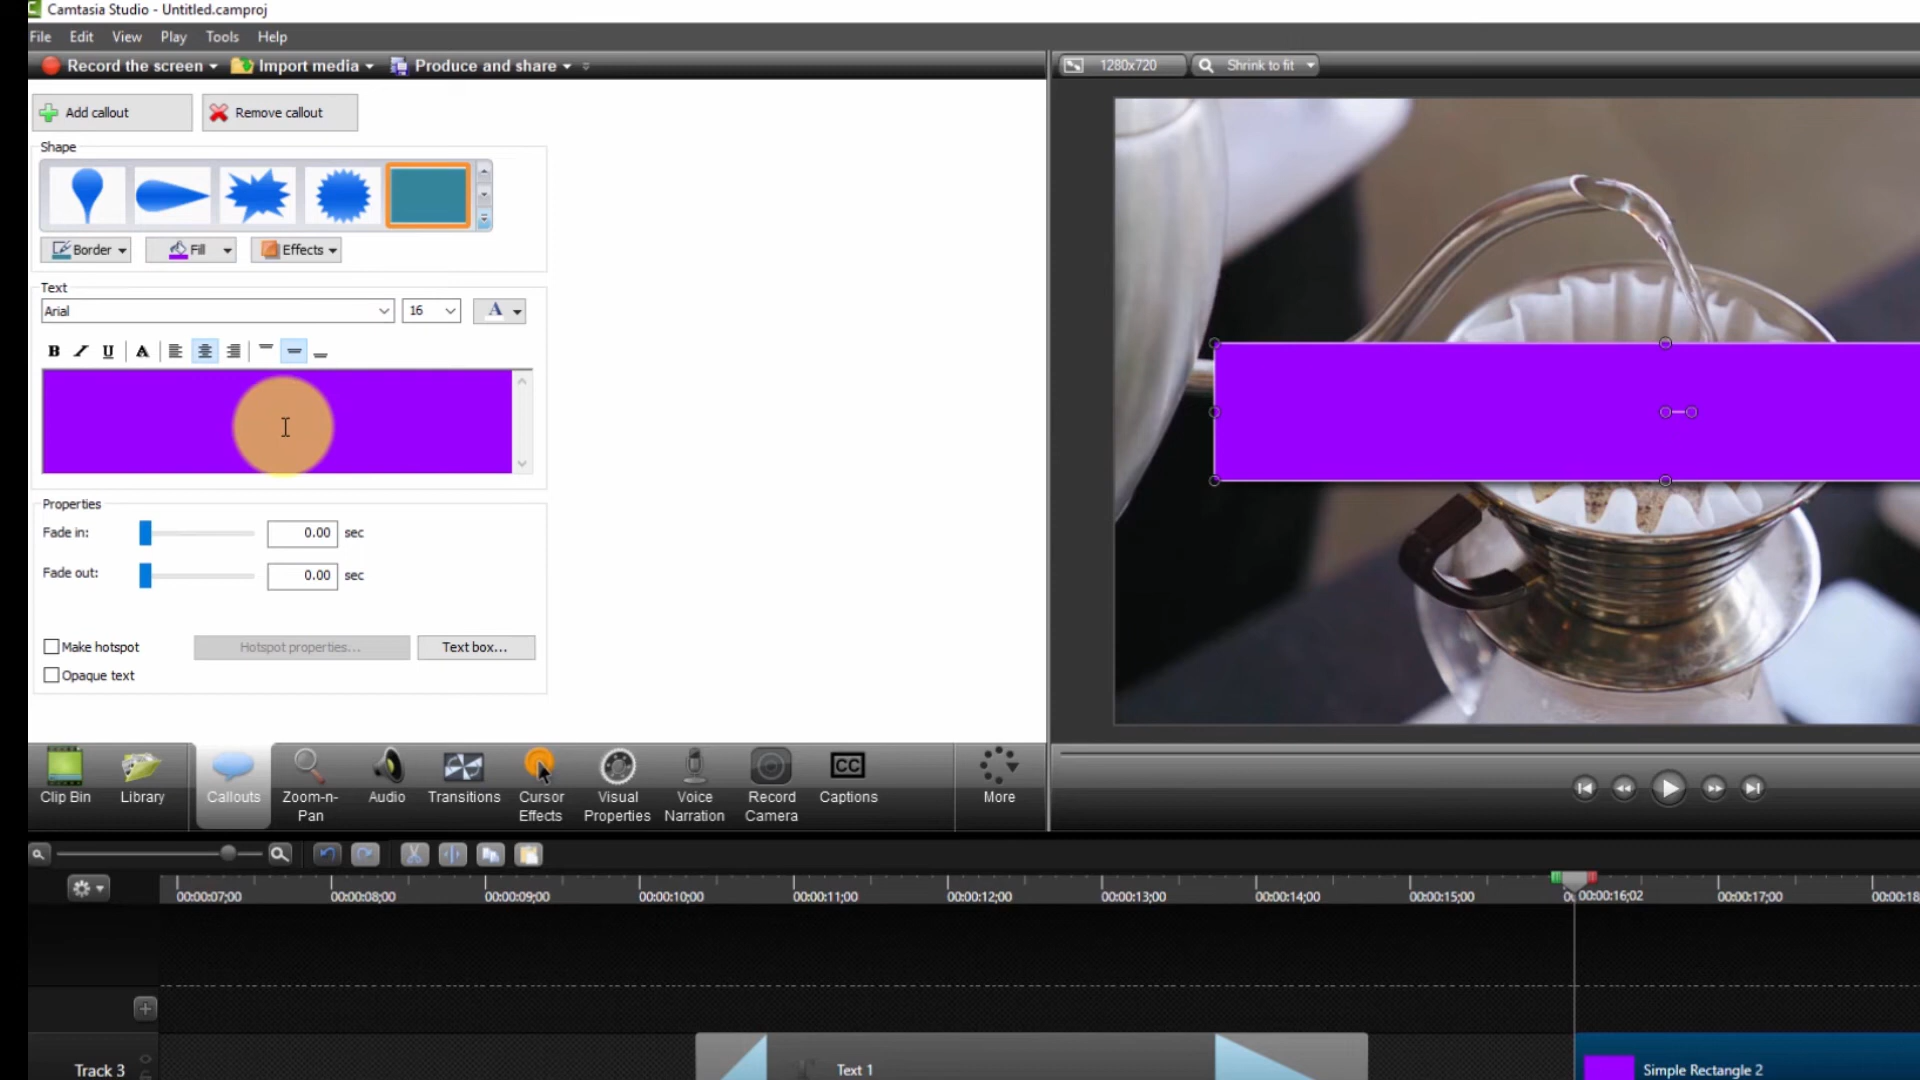 Camtasia Studio - Untitled.camproj
File Edit View Play Tools Help
Record the screen Import media Produce and share 1280x720 Shrink to fit
Add callout Remove callout
Shape
Border Fill Effects
Text
Arial 16 A
B I U A
Properties
Fade in: 0.00 sec
Fade out: 0.00 sec
Make hotspot Hotspot properties... Text box...
Opaque text
CC
Clip Bin Library Callouts Zoom-n-Pan Audio Transitions Cursor Effects Visual Properties Voice Narration Record Camera Captions More
00:00:07;00 00:00:08;00 00:00:09;00 00:00:10;00 00:00:11;00 00:00:12;00 00:00:13;00 00:00:14;00 00:00:15;00 00:00:16;02 00:00:17;00 00:00:18
Track 3 Text 1 Simple Rectangle 2